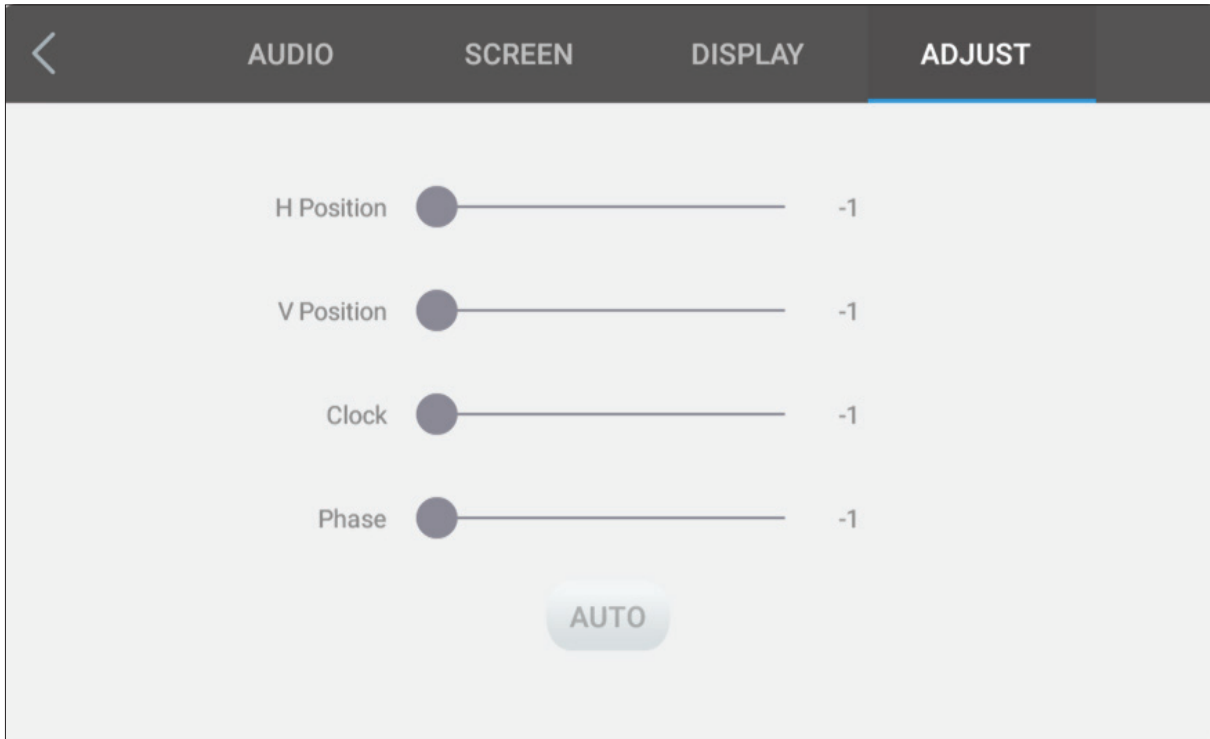 AUDIO SCREEN DISPLAY ADJUST
H Position -1
V Position -1
Clock -1
Phase -1
AUTO